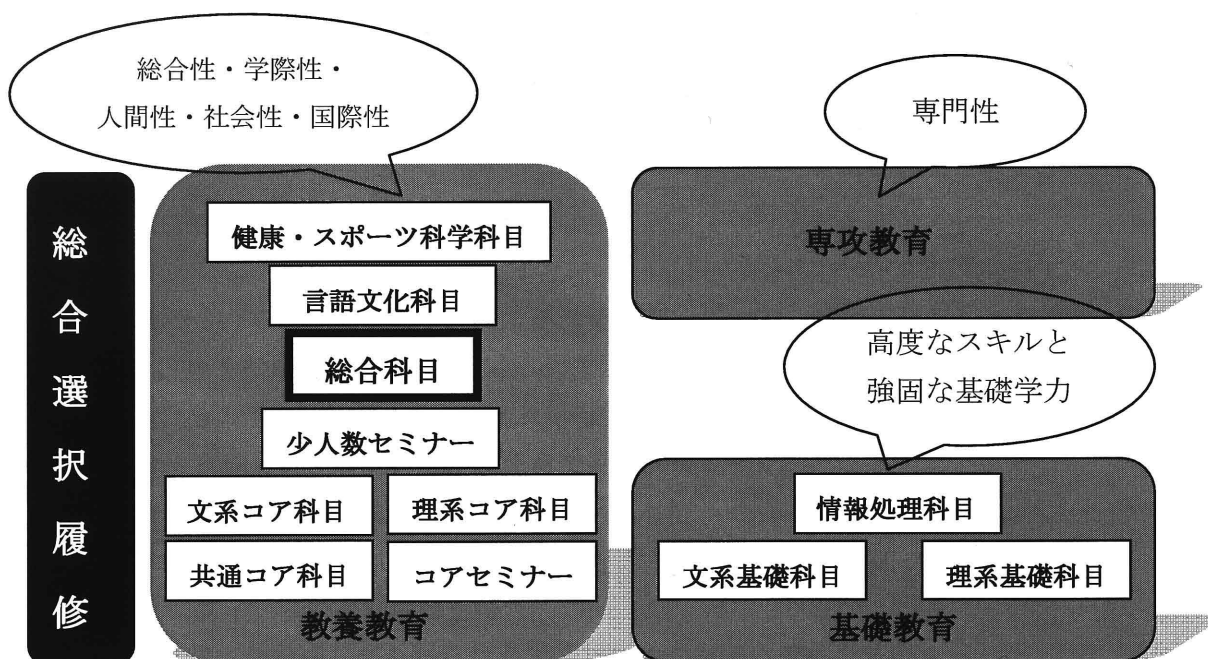 総合性・学際性・
人間性・社会性・国際性
専門性
総合選択履修
健康・スポーツ科学科目
言語文化科目
総合科目
少人数セミナー
文系コア科目
理系コア科目
共通コア科目
コアセミナー
教養教育
専攻教育
高度なスキルと
強固な基礎学力
情報処理科目
文系基礎科目
理系基礎科目
基礎教育